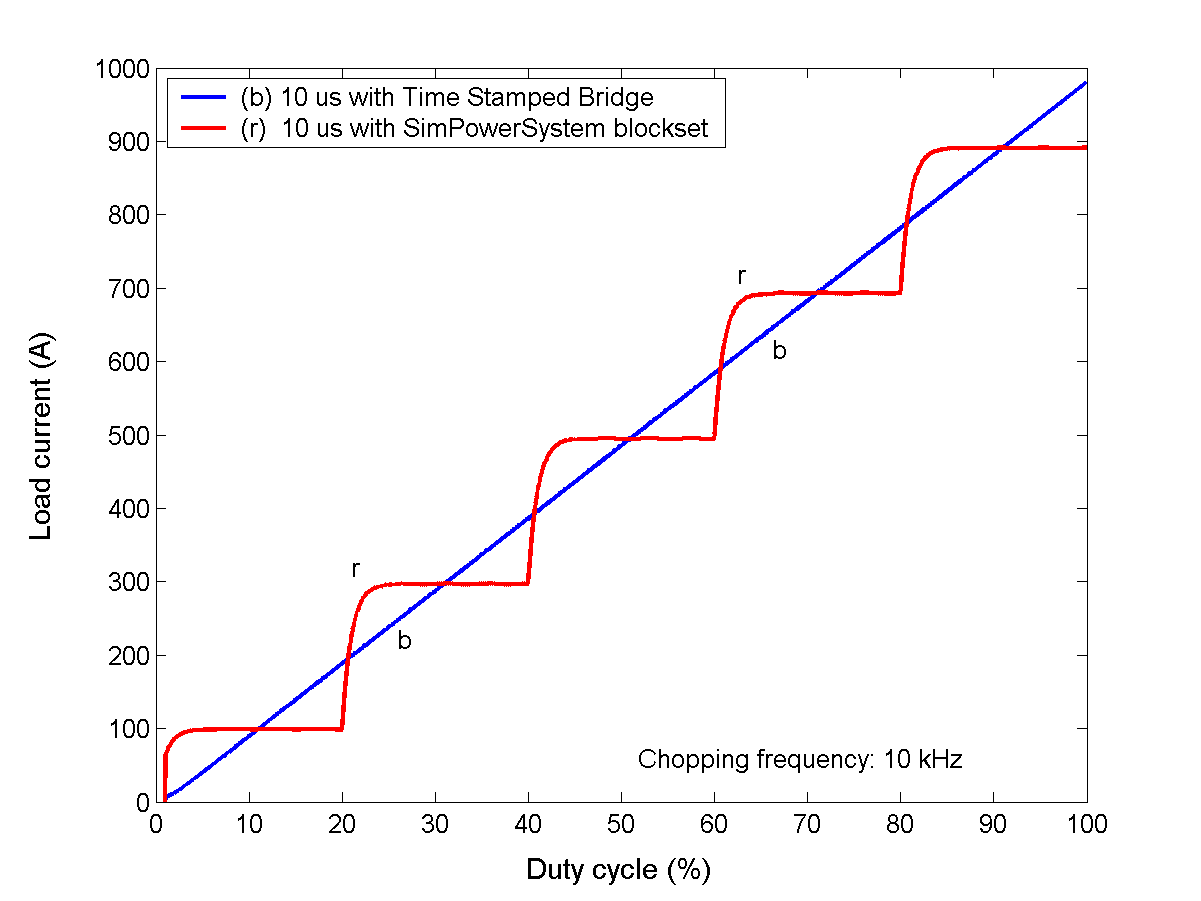 1000
900
800
700
600
500
400
300
200
100
0
(b) 10 us with Time Stamped Bridge
(r) 10 us with SimPowerSystem blockset
r
b
r
b
Chopping frequency: 10 kHz
0 10 20 30 40 50 60 70 80 90 100
Duty cycle (%)
Load current (A)